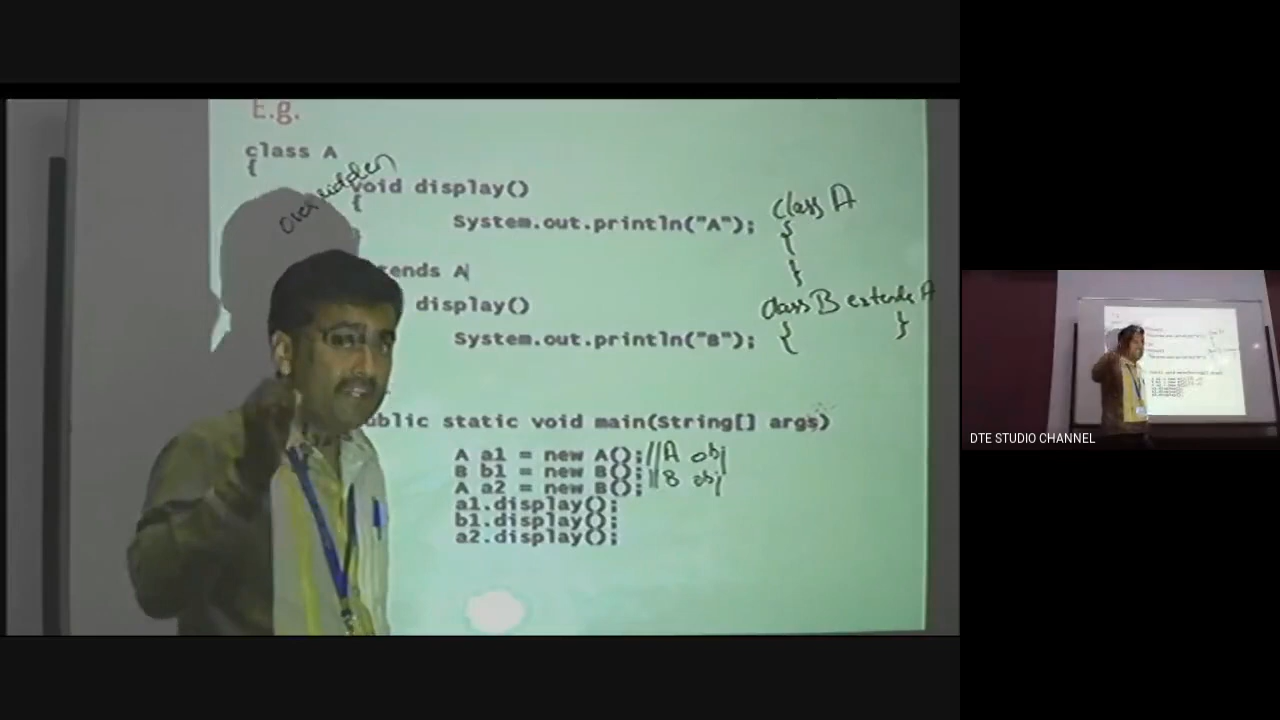 E.g.
class A
{
overridden
void display()
{
System.out.println("A");
class A
{
}
tends A
display()
class B extends A
{ }
System.out.println("B");
ublic static void main(String[] args)
A a1 = new A(); //A obj
B b1 = new B(); //B obj
A a2 = new B();
a1.display();
b1.display();
a2.display();
DTE STUDIO CHANNEL